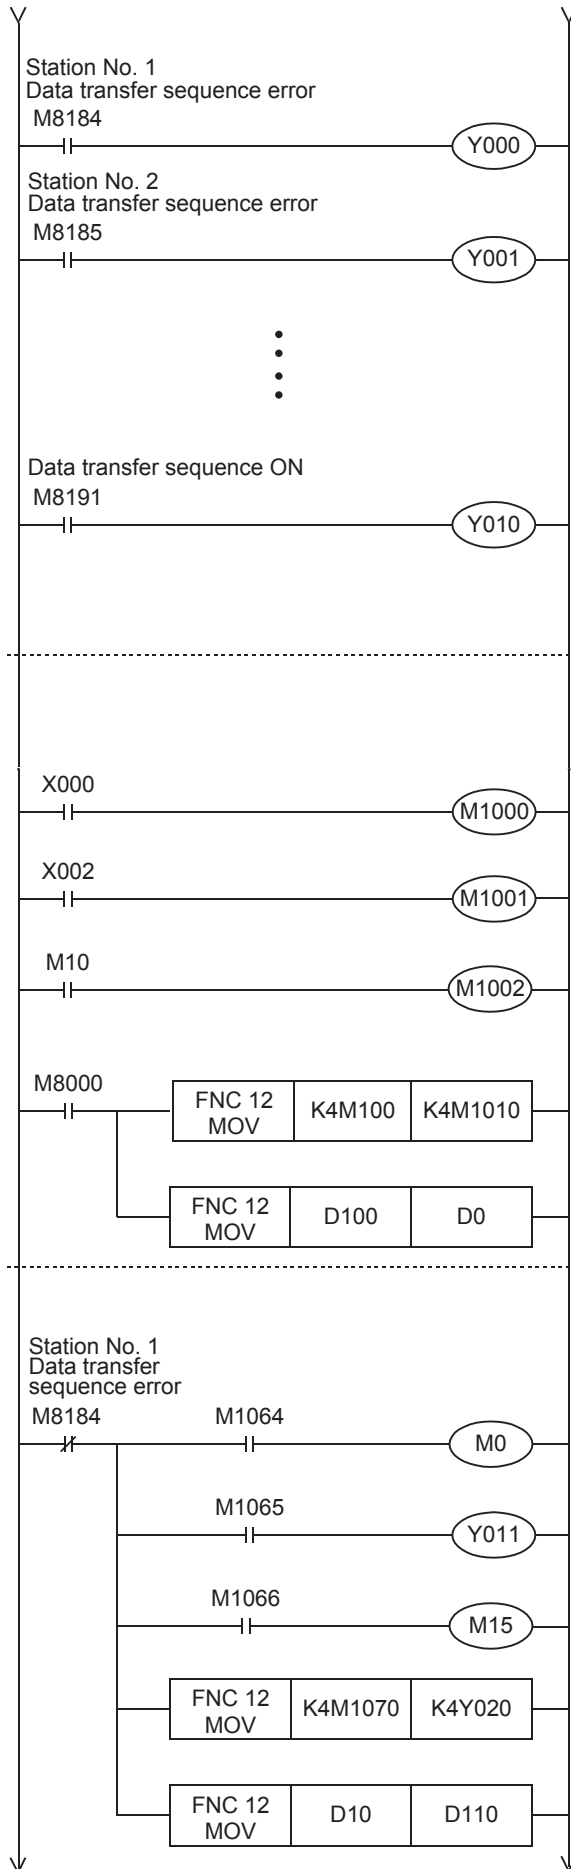 Station No. 1
Data transfer sequence error
M8184
Y000
Station No. 2
Data transfer sequence error
M8185
Y001
Data transfer sequence ON
M8191
Y010
X000
M1000
X002
M1001
M10
M1002
M8000
FNC 12
MOV
K4M100
K4M1010
FNC 12
MOV
D100
D0
Station No. 1
Data transfer
sequence error
M8184
M1064
M0
M1065
Y011
M1066
M15
FNC 12
MOV
K4M1070
K4Y020
FNC 12
MOV
D10
D110